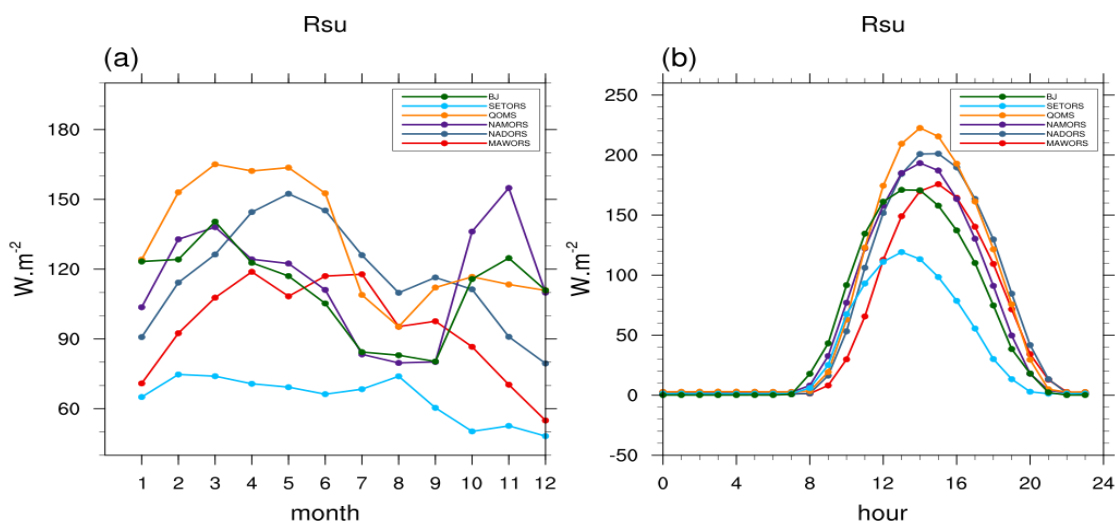 Rsu
(a)
BJ
SETORS
QOMS
NAMORS
NADORS
MAWORS
180
150
120
90
60
W.m-2
1 2 3 4 5 6 7 8 9 10 11 12
month
Rsu
(b)
BJ
SETORS
QOMS
NAMORS
NADORS
MAWORS
250
200
150
100
50
0
-50
W.m-2
0 4 8 12 16 20 24
hour